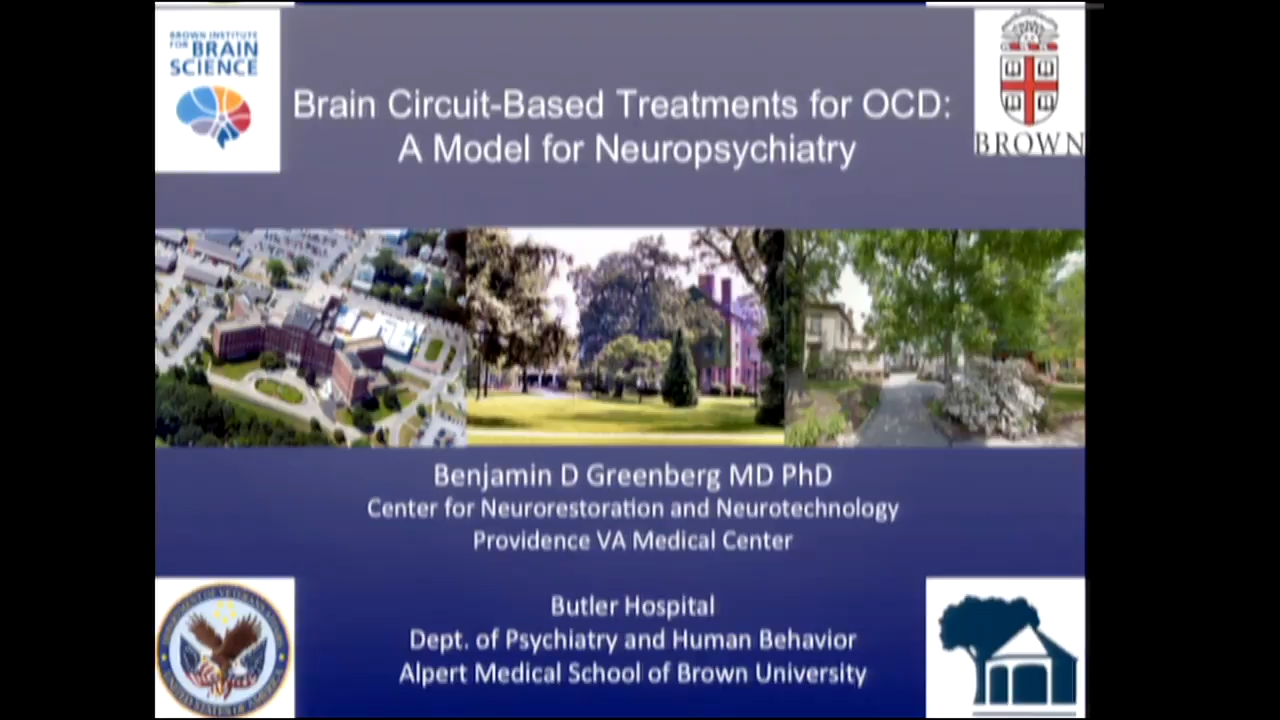 BROWN INSTITUTE
FOR BRAIN
SCIENCE
Brain Circuit-Based Treatments for OCD:
A Model for Neuropsychiatry
BROWN
Benjamin D Greenberg MD PhD
Center for Neurorestoration and Neurotechnology
Providence VA Medical Center
Butler Hospital
Dept. of Psychiatry and Human Behavior
Alpert Medical School of Brown University